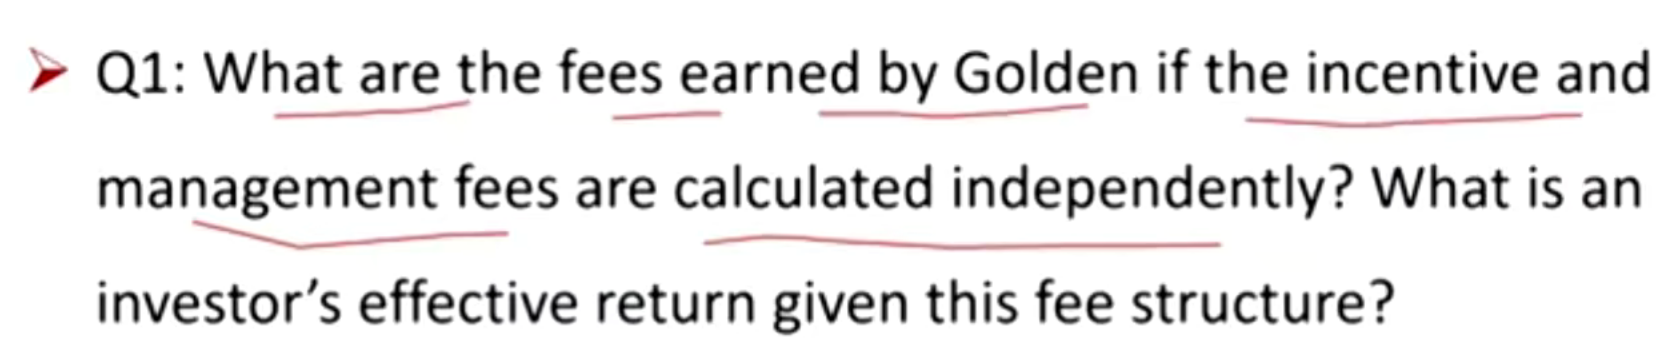 Q1: What are the fees earned by Golden if the incentive and
management fees are calculated independently? What is an
investor's effective return given this fee structure?